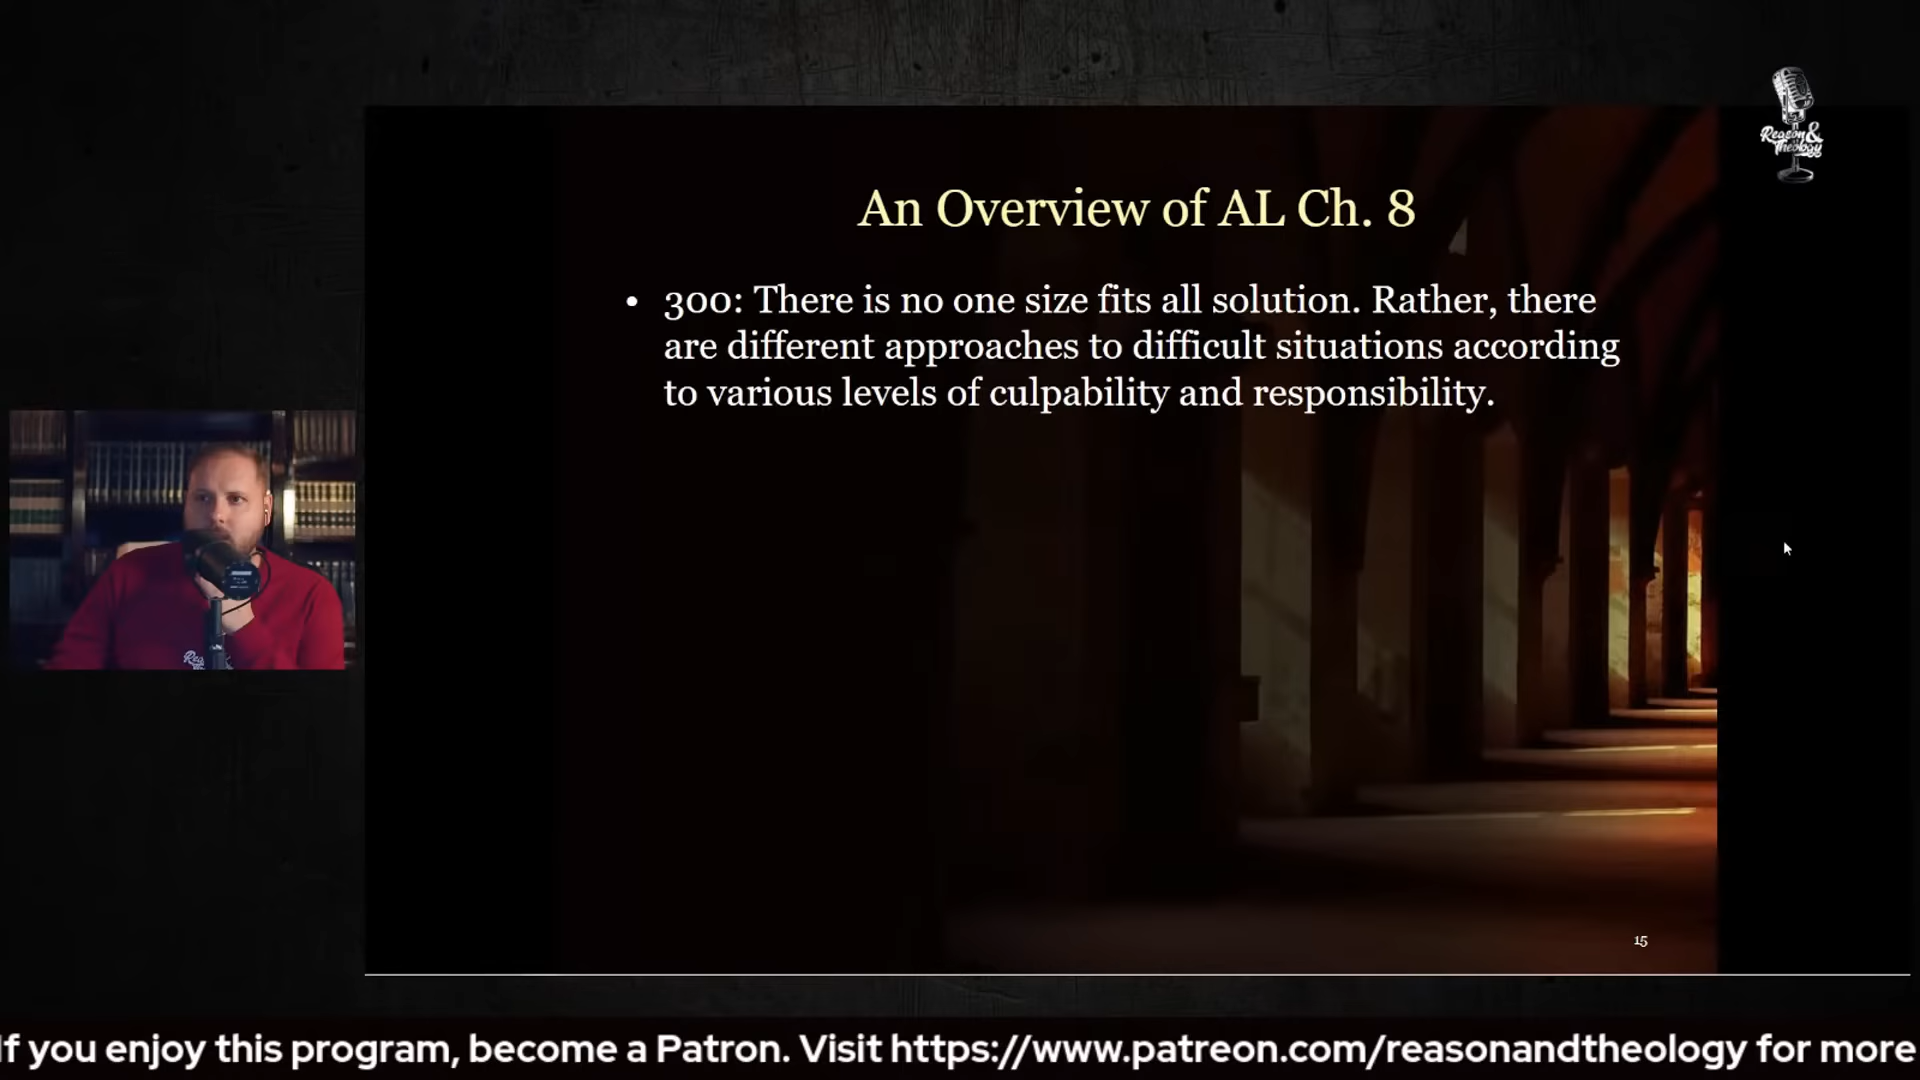 Reason &
Theology
An Overview of AL Ch. 8
• 300: There is no one size fits all solution. Rather, there
are different approaches to difficult situations according
to various levels of culpability and responsibility.
15
If you enjoy this program, become a Patron. Visit https://www.patreon.com/reasonandtheology for more